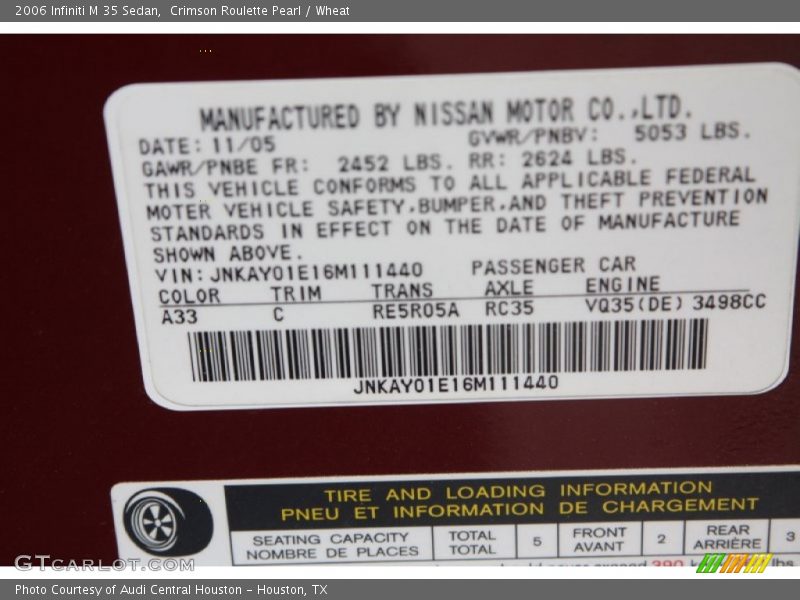 2006 Infiniti M 35 Sedan,  Crimson Roulette Pearl / Wheat
MANUFACTURED BY NISSAN MOTOR CO.,LTD.
DATE: 11/05 GVWR/PNBV: 5053 LBS.
GAWR/PNBE FR: 2452 LBS. RR: 2624 LBS.
THIS VEHICLE CONFORMS TO ALL APPLICABLE FEDERAL
MOTER VEHICLE SAFETY,BUMPER,AND THEFT PREVENTION
STANDARDS IN EFFECT ON THE DATE OF MANUFACTURE
SHOWN ABOVE.
VIN: JNKAY01E16M111440 PASSENGER CAR
COLOR TRIM TRANS AXLE ENGINE
A33 C RE5R05A RC35 VQ35(DE) 3498CC
JNKAY01E16M111440
TIRE AND LOADING INFORMATION
PNEU ET INFORMATION DE CHARGEMENT
SEATING CAPACITY TOTAL 5 FRONT 2 REAR 3
NOMBRE DE PLACES TOTAL AVANT ARRIÈRE
GTcarlot.com
Photo Courtesy of Audi Central Houston - Houston, TX